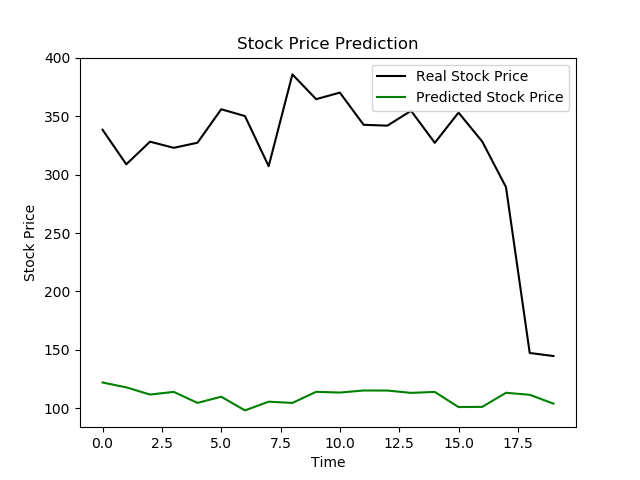 Stock Price Prediction
Real Stock Price
Predicted Stock Price
Stock Price
400
350
300
250
200
150
100
0.0 2.5 5.0 7.5 10.0 12.5 15.0 17.5
Time